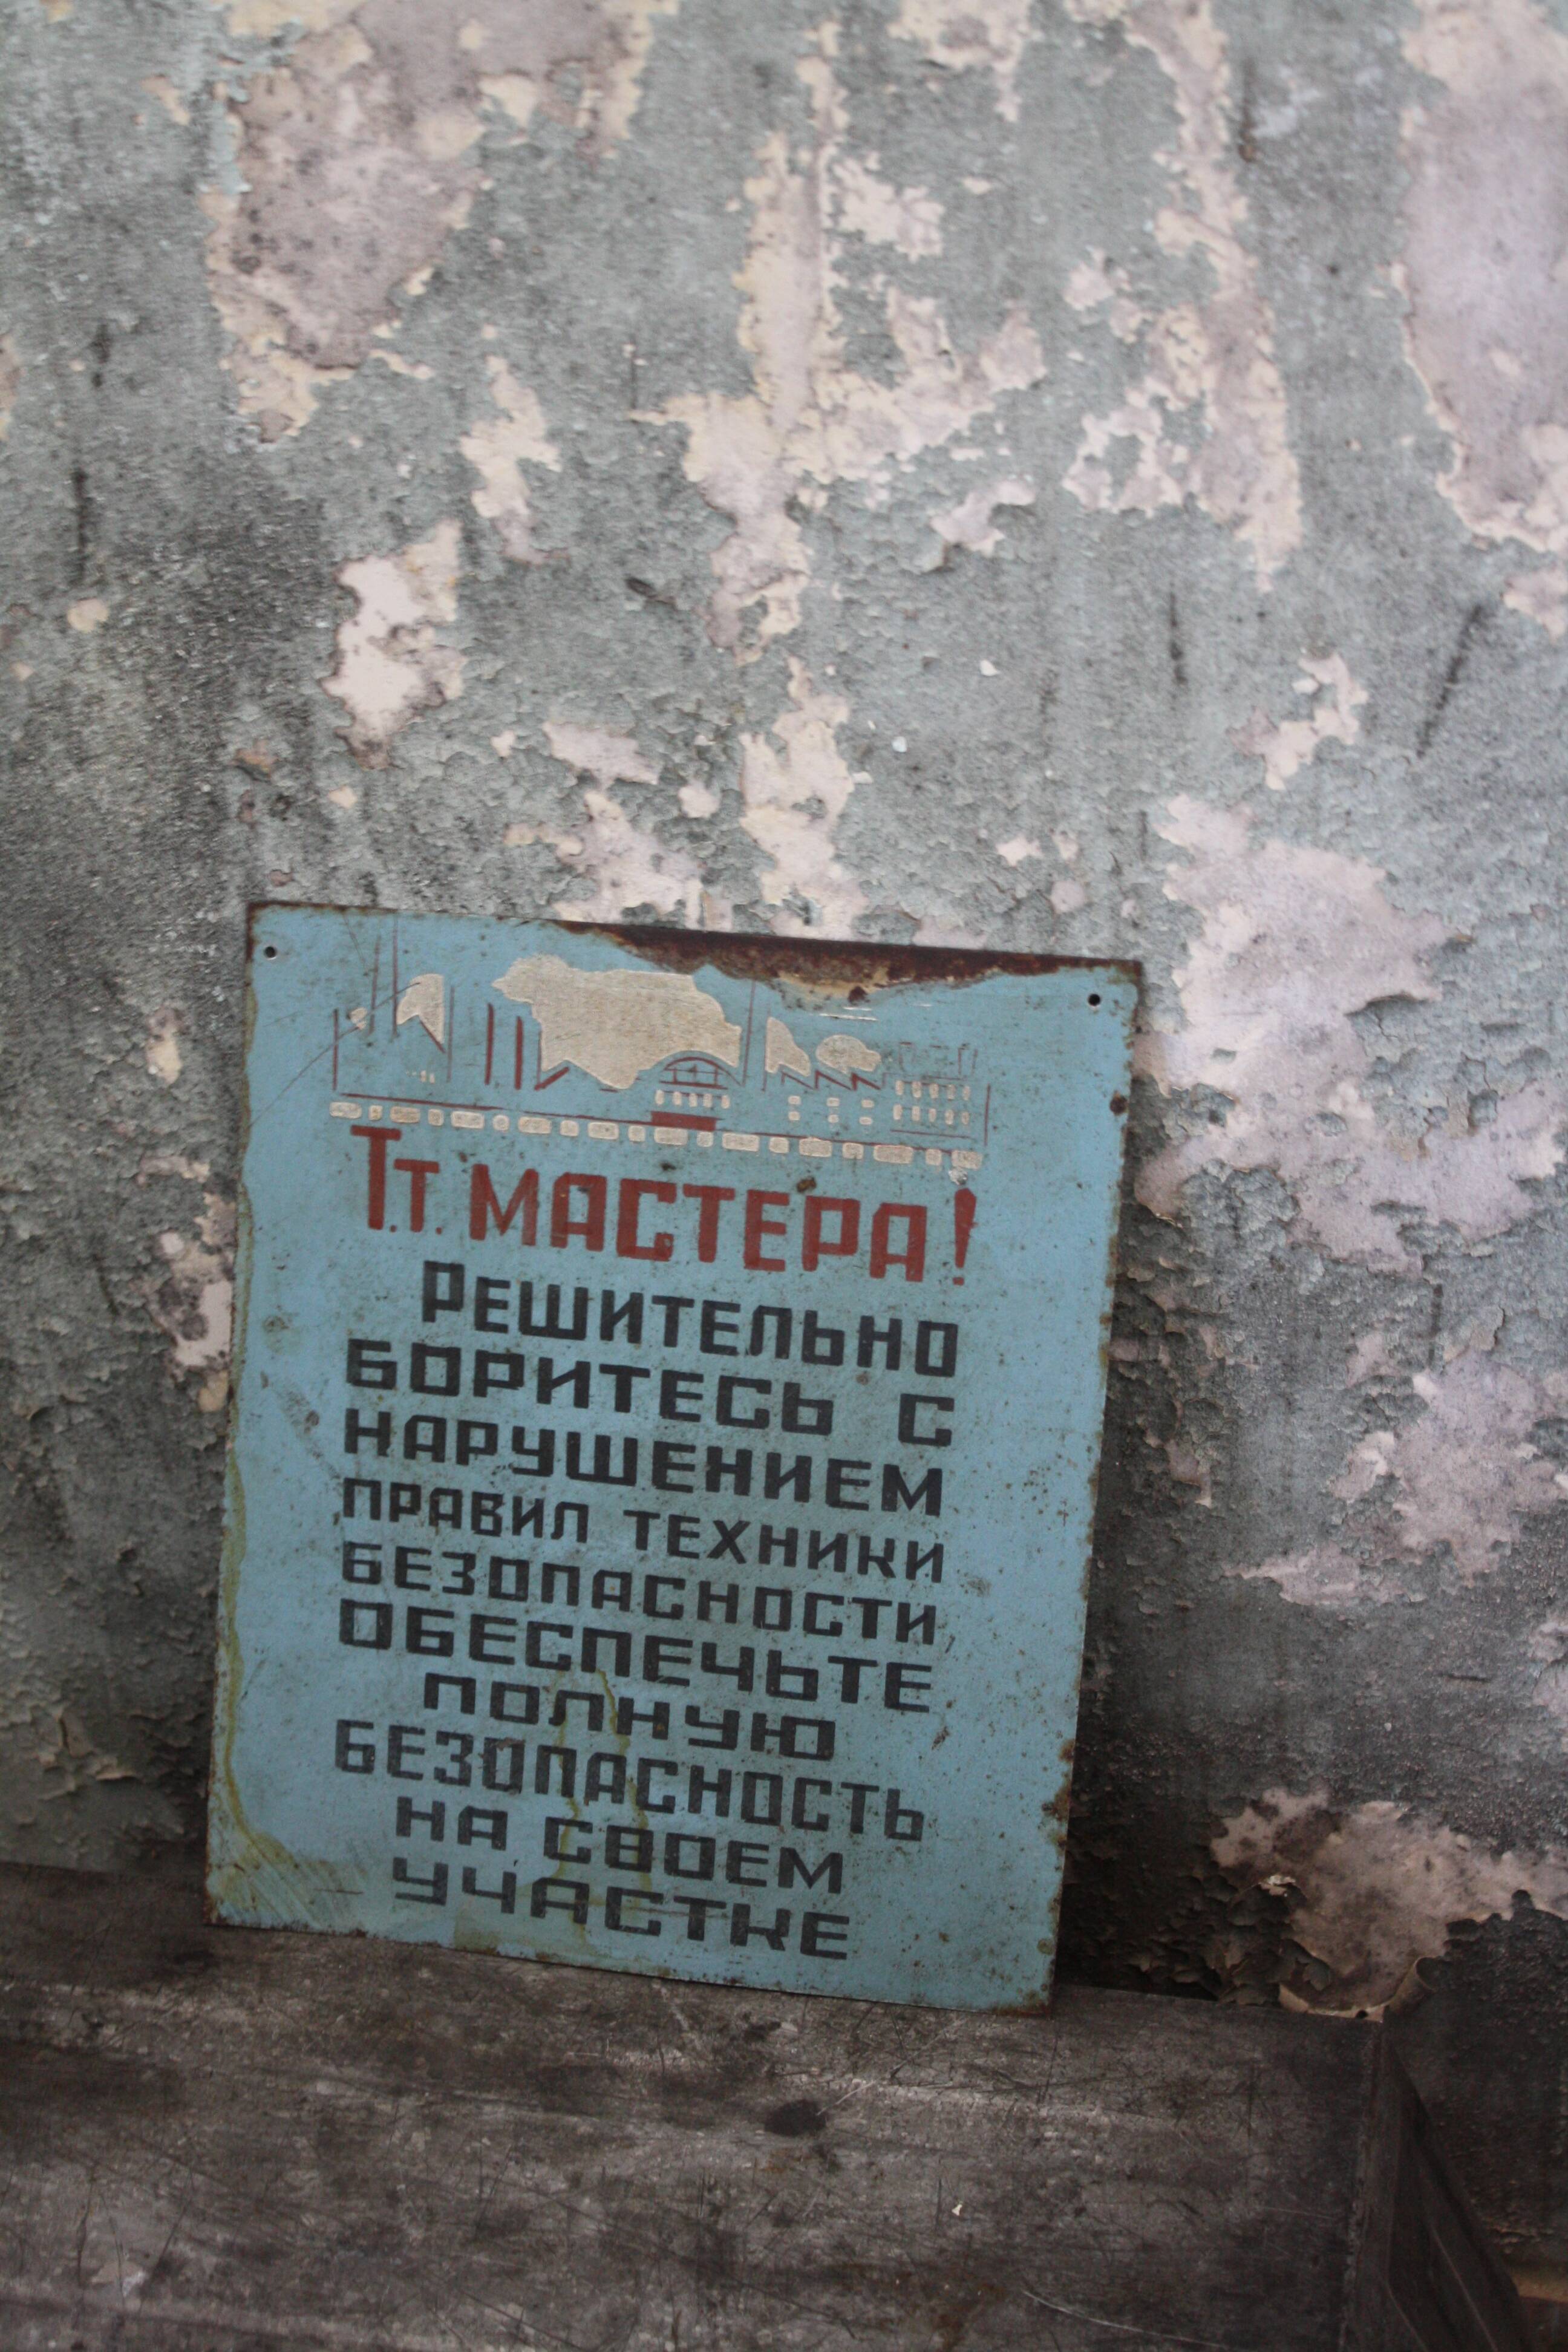 Т.т. МАСТЕРА!
РЕШИТЕЛЬНО
БОРИТЕСЬ С
НАРУШЕНИЕМ
ПРАВИЛ ТЕХНИКИ
БЕЗОПАСНОСТИ
ОБЕСПЕЧЬТЕ
ПОЛНУЮ
БЕЗОПАСНОСТЬ
НА СВОЕМ
УЧАСТКЕ